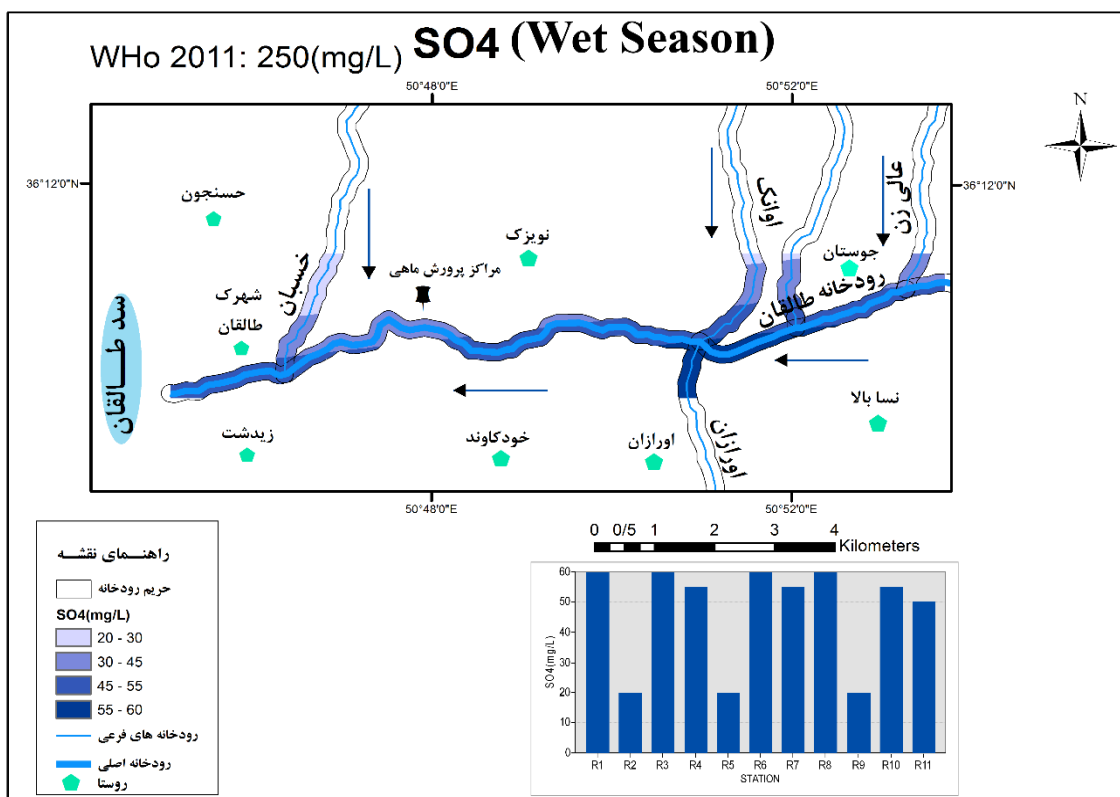 WHo 2011: 250(mg/L) SO4 (Wet Season)
50°48'0"E
50°52'0"E
N
36°12'0"N
36°12'0"N
حسنجون
نویزک
اوانک
عالی زن
جوستان
مراکز پرورش ماهی
خسبان
شهرک
طالقان
رودخانه طالقان
سد طالقان
نسا بالا
زیدشت
خودکاوند
اورازان
اورازان
50°48'0"E
50°52'0"E
راهنمای نقشه
حریم رودخانه
SO4(mg/L)
20 - 30
30 - 45
45 - 55
55 - 60
رودخانه های فرعی
رودخانه اصلی
روستا
0 0/5 1 2 3 4
Kilometers
SO4(mg/L)
60
50
40
30
20
10
0
R1 R2 R3 R4 R5 R6 R7 R8 R9 R10 R11
STATION